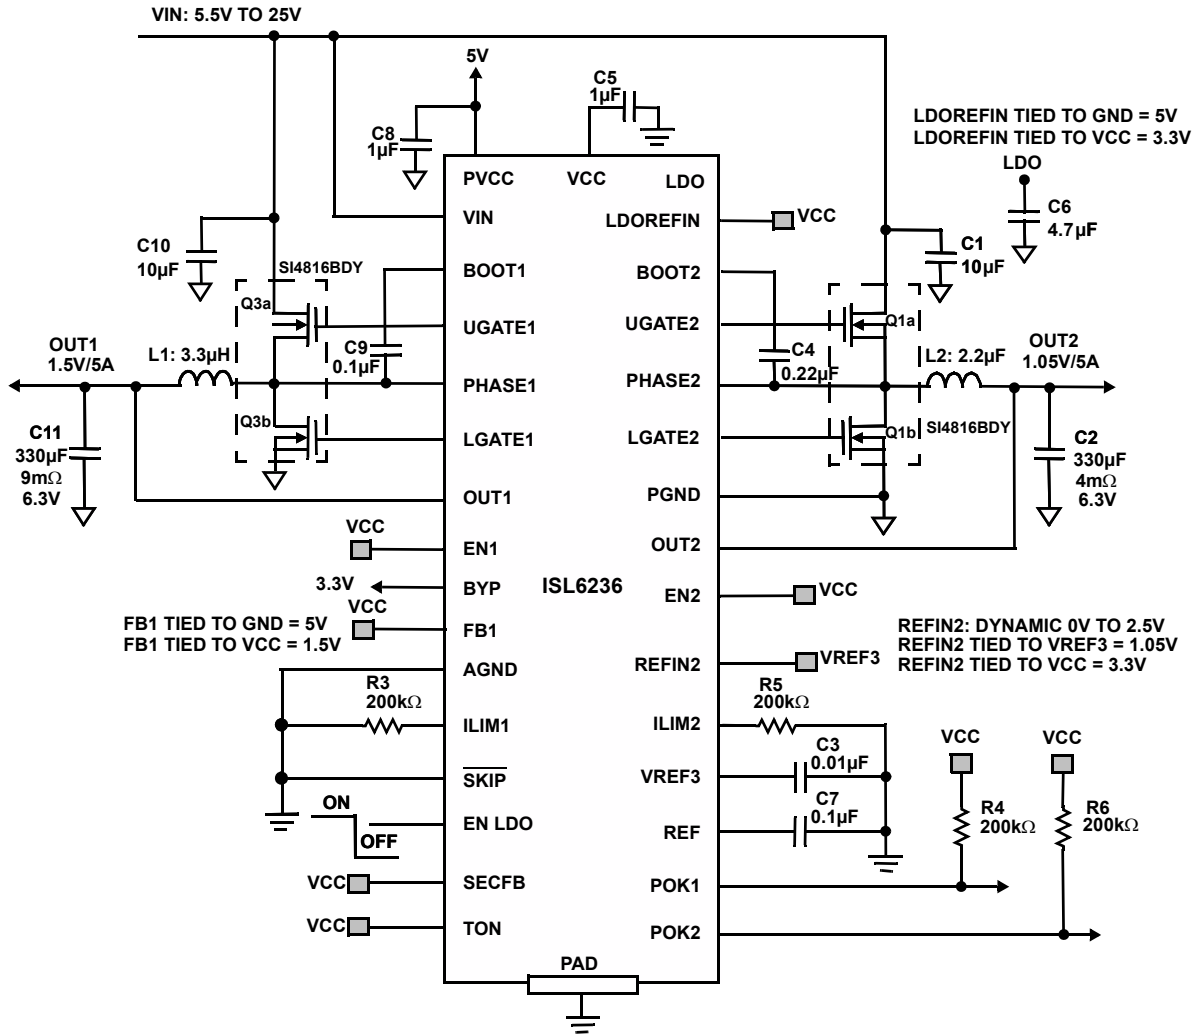 VIN: 5.5V TO 25V
5V
C5
1µF
C8
1µF
LDOREFIN TIED TO GND = 5V
LDOREFIN TIED TO VCC = 3.3V
LDO
C6
4.7µF
PVCC
VCC
LDO
VIN
LDOREFIN
VCC
C10
10µF
SI4816BDY
C1
10µF
BOOT1
BOOT2
Q3a
Q1a
UGATE1
UGATE2
OUT1
1.5V/5A
L1: 3.3µH
C9
0.1µF
C4
0.22µF
L2: 2.2µF
OUT2
1.05V/5A
PHASE1
PHASE2
Q3b
Q1b
SI4816BDY
LGATE1
LGATE2
C11
330µF
9mΩ
6.3V
C2
330µF
4mΩ
6.3V
OUT1
PGND
VCC
EN1
OUT2
3.3V
BYP
ISL6236
EN2
VCC
FB1 TIED TO GND = 5V
FB1 TIED TO VCC = 1.5V
VCC
FB1
REFIN2: DYNAMIC 0V TO 2.5V
REFIN2 TIED TO VREF3 = 1.05V
REFIN2 TIED TO VCC = 3.3V
AGND
REFIN2
VREF3
R3
200kΩ
R5
200kΩ
ILIM1
ILIM2
C3
0.01µF
VCC
VCC
SKIP
VREF3
ON
OFF
EN LDO
C7
0.1µF
REF
R4
200kΩ
R6
200kΩ
VCC
SECFB
POK1
VCC
TON
POK2
PAD